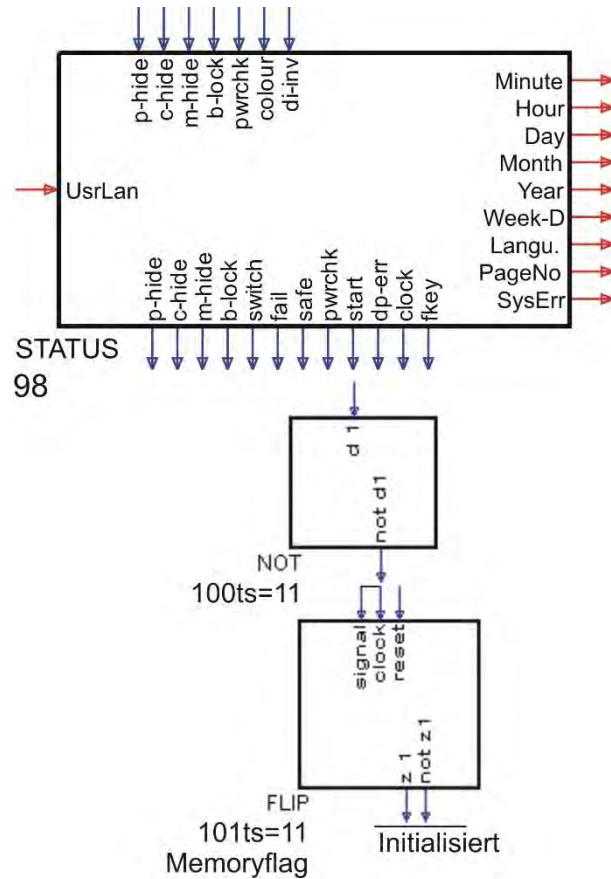 p-hide
c-hide
m-hide
b-lock
pwrchk
colour
di-inv
Minute
Hour
Day
Month
Year
Week-D
Langu.
PageNo
SysErr
UsrLan
p-hide
c-hide
m-hide
b-lock
switch
fail
safe
pwrchk
start
dp-err
clock
fkey
STATUS
98
d 1
not d1
NOT
100ts=11
signal
clock
reset
z 1
not z1
FLIP
101ts=11
Memoryflag
Initialisiert